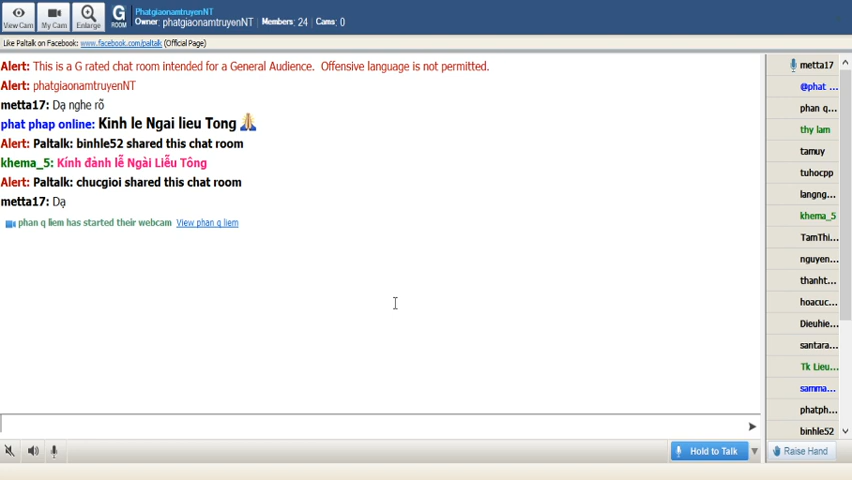 View Cam
My Cam
Enlarge
G
ROOM
PhatgiaonamtruyenNT
Owner: phatgiaonamtruyenNT Members: 24 Cams: 0
Like Paltalk on Facebook: www.facebook.com/paltalk (Official Page)
Alert: This is a G rated chat room intended for a General Audience. Offensive language is not permitted.
Alert: phatgiaonamtruyenNT
metta17: Dạ nghe rõ
phat phap online: Kinh le Ngai lieu Tong
Alert: Paltalk: binhle52 shared this chat room
khema_5: Kính đảnh lễ Ngài Liễu Tông
Alert: Paltalk: chucgioi shared this chat room
metta17: Dạ
phan q liem has started their webcam View phan q liem
metta17
@phat ...
phan q...
thy lam
tamuy
tuhocpp
langng...
khema_5
TamThi...
nguyen...
thanht...
hoacuc...
Dieuhie...
santara...
Tk Lieu...
samma...
phatph...
binhle52
Hold to Talk
Raise Hand